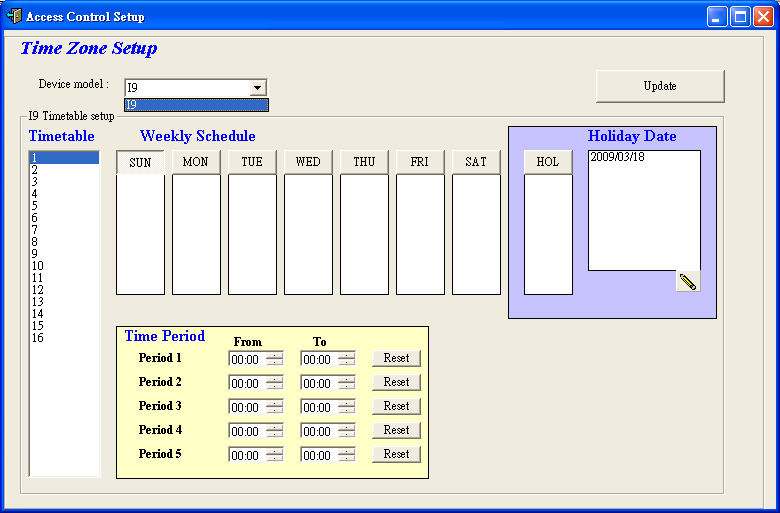 Access Control Setup
Time Zone Setup
Device model :
I9
I9
Update
I9 Timetable setup
Timetable
Weekly Schedule
Holiday Date
1
2
3
4
5
6
7
8
9
10
11
12
13
14
15
16
SUN MON TUE WED THU FRI SAT HOL
2009/03/18
Time Period
From To
Period 1 00:00 00:00 Reset
Period 2 00:00 00:00 Reset
Period 3 00:00 00:00 Reset
Period 4 00:00 00:00 Reset
Period 5 00:00 00:00 Reset